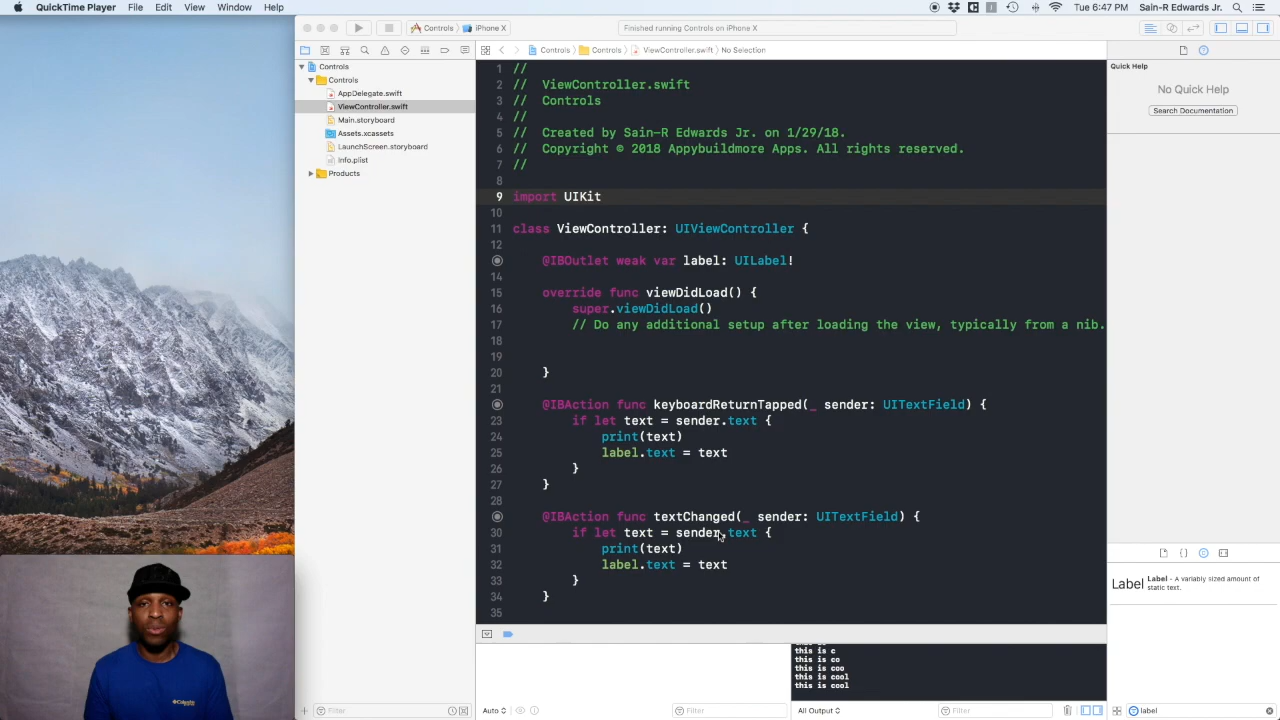 QuickTime Player File Edit View Window Help
Tue 6:47 PM Sain-R Edwards Jr.
Controls iPhone X
Finished running Controls on iPhone X
Controls Controls ViewController.swift No Selection
Controls
Controls
AppDelegate.swift
ViewController.swift
Main.storyboard
Assets.xcassets
LaunchScreen.storyboard
Info.plist
Products
1 //
2 // ViewController.swift
3 // Controls
4 //
5 // Created by Sain-R Edwards Jr. on 1/29/18.
6 // Copyright © 2018 Appybuildmore Apps. All rights reserved.
7 //
8
9 import UIKit
10
11 class ViewController: UIViewController {
12
@IBOutlet weak var label: UILabel!
14
15 override func viewDidLoad() {
16 super.viewDidLoad()
17 // Do any additional setup after loading the view, typically from a nib.
18
19
20 }
21
@IBAction func keyboardReturnTapped(_ sender: UITextField) {
23 if let text = sender.text {
24 print(text)
25 label.text = text
26 }
27 }
28
@IBAction func textChanged(_ sender: UITextField) {
30 if let text = sender.text {
31 print(text)
32 label.text = text
33 }
34 }
35
Quick Help
No Quick Help
Search Documentation
Label Label - A variably sized amount of
static text.
this is c
this is co
this is coo
this is cool
this is cool
Filter
Auto
Filter
All Output
Filter
label
Columbia